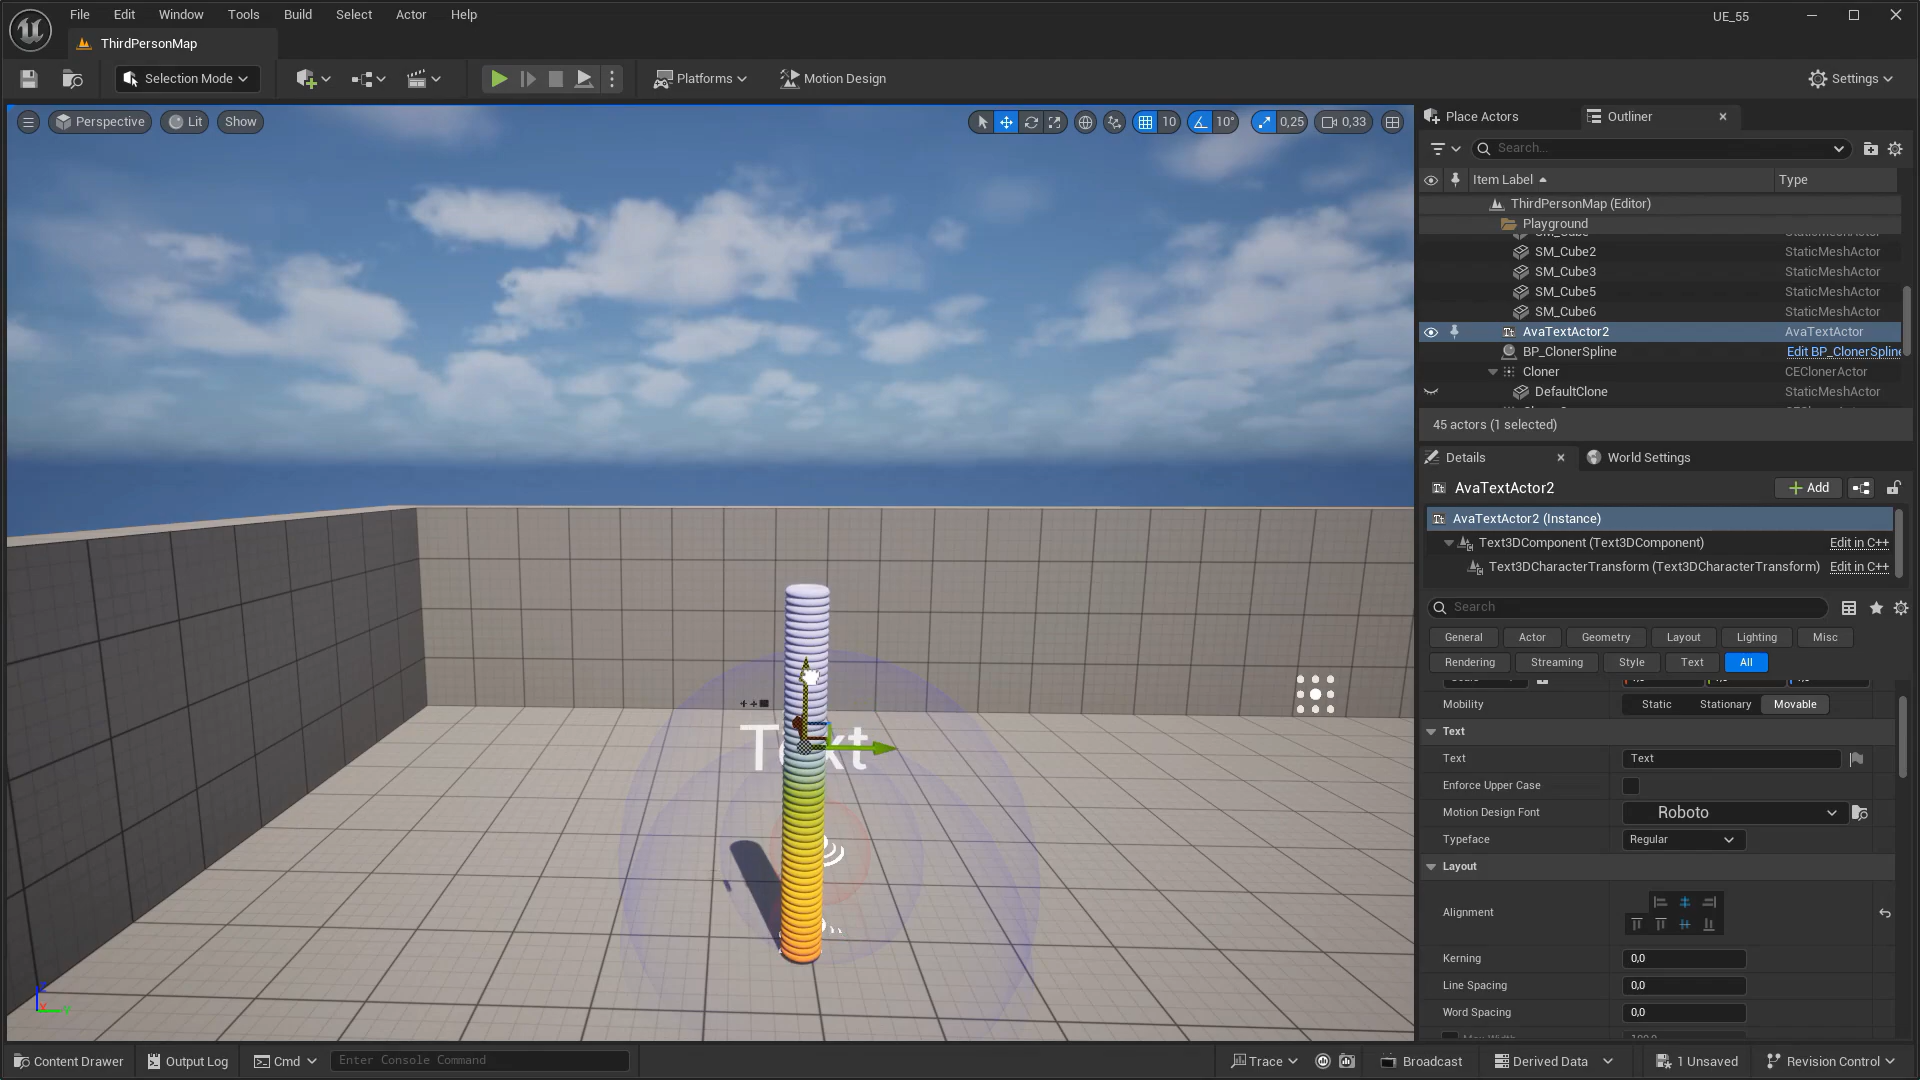 File Edit Window Tools Build Select Actor Help
UE_55
ThirdPersonMap
Selection Mode
Platforms
Motion Design
Settings
Perspective
Lit
Show
10
10°
0,25
0,33
Text
Place Actors
Outliner
Search...
Item Label
Type
ThirdPersonMap (Editor)
Playground
SM_Cube2 StaticMeshActor
SM_Cube3 StaticMeshActor
SM_Cube5 StaticMeshActor
SM_Cube6 StaticMeshActor
AvaTextActor2 AvaTextActor
BP_ClonerSpline Edit BP_ClonerSpline
Cloner CEClonerActor
DefaultClone StaticMeshActor
45 actors (1 selected)
Details
World Settings
AvaTextActor2
Add
AvaTextActor2 (Instance)
Text3DComponent (Text3DComponent) Edit in C++
Text3DCharacterTransform (Text3DCharacterTransform) Edit in C++
Search
General Actor Geometry Layout Lighting Misc
Rendering Streaming Style Text All
Mobility Static Stationary Movable
Text
Text Text
Enforce Upper Case
Motion Design Font Roboto
Typeface Regular
Layout
Alignment
Kerning 0,0
Line Spacing 0,0
Word Spacing 0,0
Content Drawer
Output Log
Cmd
Enter Console Command
Trace
Broadcast
Derived Data
1 Unsaved
Revision Control